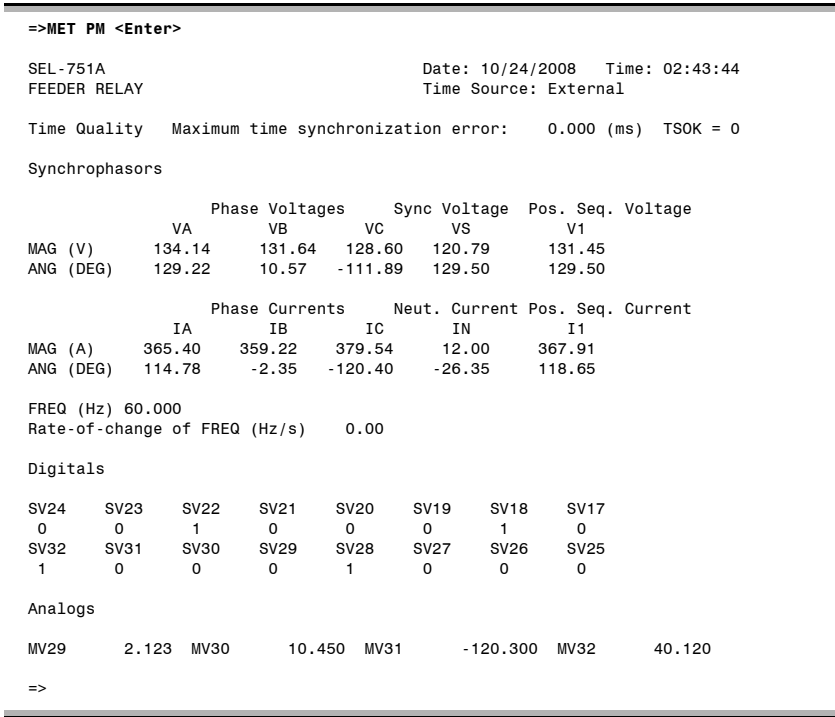 =>MET PM <Enter>
SEL-751A Date: 10/24/2008 Time: 02:43:44
FEEDER RELAY Time Source: External
Time Quality Maximum time synchronization error: 0.000 (ms) TSOK = 0
Synchrophasors
Phase Voltages Sync Voltage Pos. Seq. Voltage
VA VB VC VS V1
MAG (V) 134.14 131.64 128.60 120.79 131.45
ANG (DEG) 129.22 10.57 -111.89 129.50 129.50
Phase Currents Neut. Current Pos. Seq. Current
IA IB IC IN I1
MAG (A) 365.40 359.22 379.54 12.00 367.91
ANG (DEG) 114.78 -2.35 -120.40 -26.35 118.65
FREQ (Hz) 60.000
Rate-of-change of FREQ (Hz/s) 0.00
Digitals
SV24 SV23 SV22 SV21 SV20 SV19 SV18 SV17
0 0 1 0 0 0 1 0
SV32 SV31 SV30 SV29 SV28 SV27 SV26 SV25
1 0 0 0 1 0 0 0
Analogs
MV29 2.123 MV30 10.450 MV31 -120.300 MV32 40.120
=>